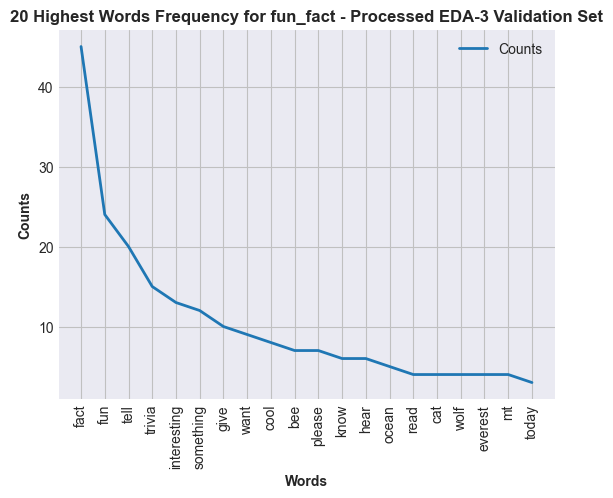 20 Highest Words Frequency for fun_fact - Processed EDA-3 Validation Set
Counts
40
30
20
10
Counts
fact
fun
tell
trivia
interesting
something
give
want
cool
bee
please
know
hear
ocean
read
cat
wolf
everest
mt
today
Words